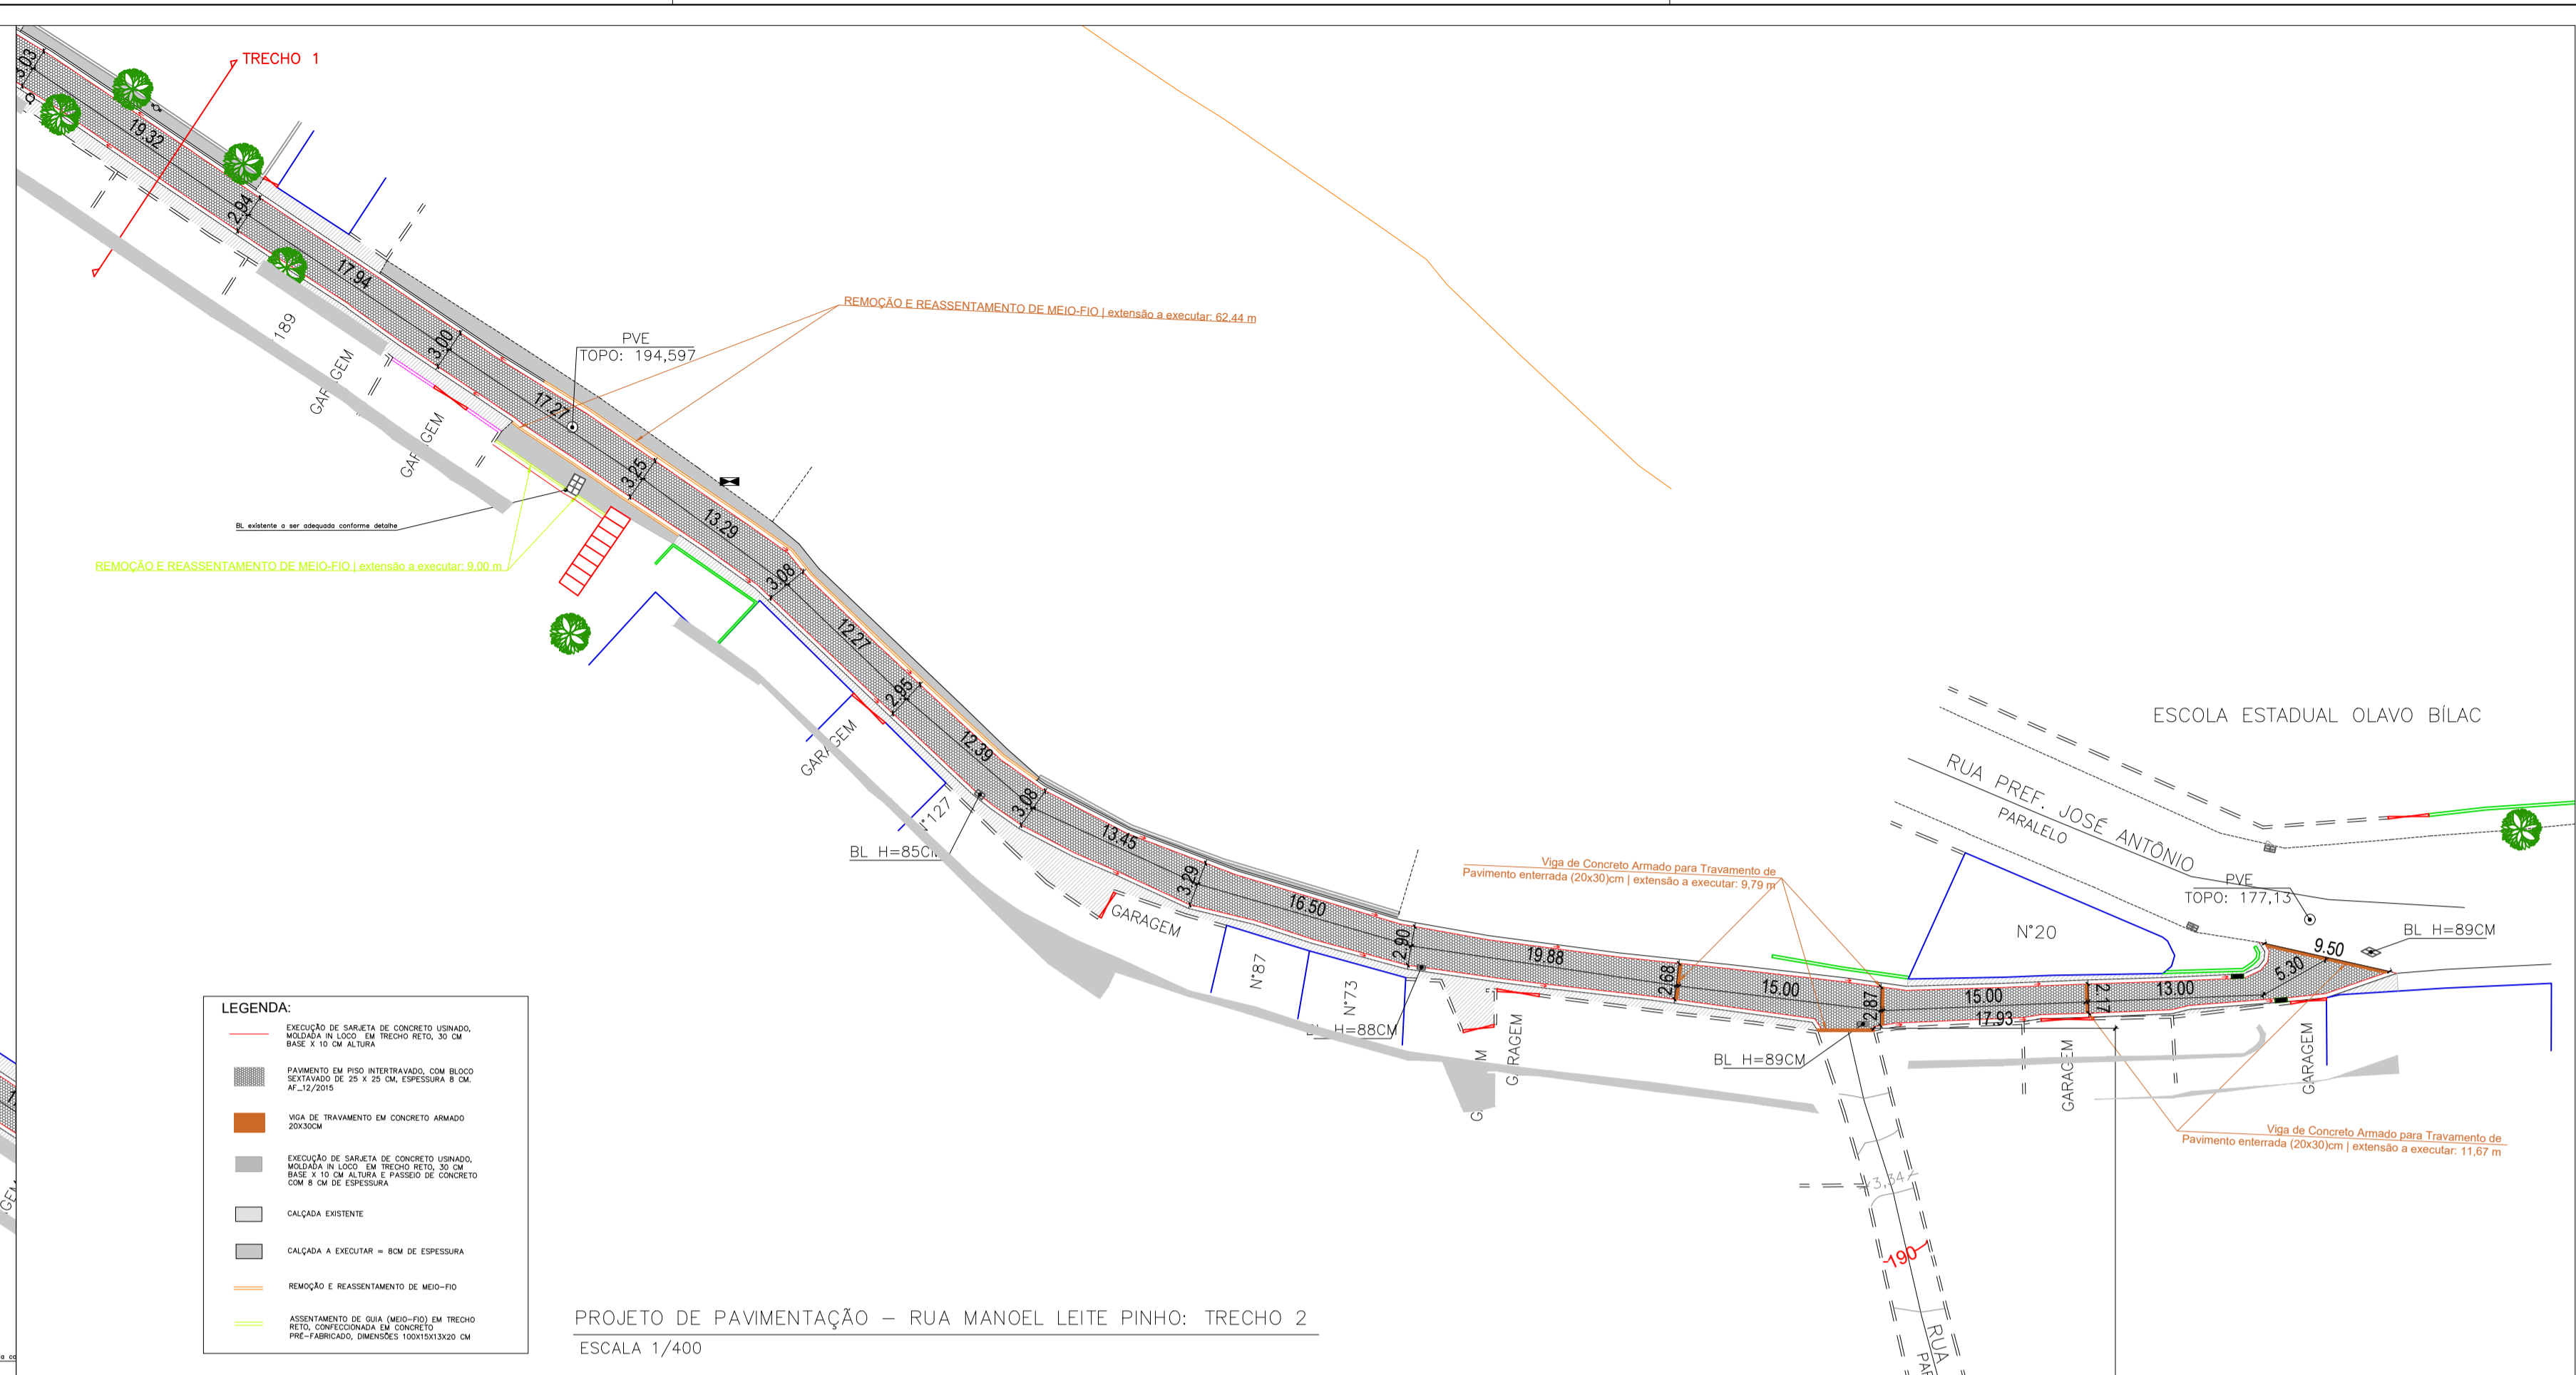 TRECHO 1
3.03
19.32
2.94
17.94
189
GARAGEM
3.00
GARAGEM
REMOÇÃO E REASSENTAMENTO DE MEIO-FIO | extensão a executar: 62,44 m
PVE
TOPO: 194,597
17.27
3.25
BL existente a ser adequada conforme detalhe
REMOÇÃO E REASSENTAMENTO DE MEIO-FIO | extensão a executar: 9,00 m
13.29
3.08
12.27
2.95
GARAGEM
12.39
N°127
BL H=85CM
3.08
13.45
3.29
GARAGEM
16.50
N°87
N°73
2.90
BL H=88CM
19.88
GARAGEM
Viga de Concreto Armado para Travamento de
Pavimento enterrada (20x30)cm | extensão a executar: 9,79 m
2.68
15.00
2.87
BL H=89CM
15.00
17.93
2.17
13.00
5.30
9.50
ESCOLA ESTADUAL OLAVO BÍLAC
RUA PREF. JOSÉ ANTÔNIO
PARALELO
PVE
TOPO: 177,13
BL H=89CM
N°20
GARAGEM
GARAGEM
Viga de Concreto Armado para Travamento de
Pavimento enterrada (20x30)cm | extensão a executar: 11,67 m
3,34
190
RUA
LEGENDA:
EXECUÇÃO DE SARJETA DE CONCRETO USINADO,
MOLDADA IN LOCO EM TRECHO RETO, 30 CM
BASE X 10 CM ALTURA
PAVIMENTO EM PISO INTERTRAVADO, COM BLOCO
SEXTAVADO DE 25 X 25 CM, ESPESSURA 8 CM.
AF_12/2015
VIGA DE TRAVAMENTO EM CONCRETO ARMADO
20X30CM
EXECUÇÃO DE SARJETA DE CONCRETO USINADO,
MOLDADA IN LOCO EM TRECHO RETO, 30 CM
BASE X 10 CM ALTURA E PASSEIO DE CONCRETO
COM 8 CM DE ESPESSURA
CALÇADA EXISTENTE
CALÇADA A EXECUTAR = 8CM DE ESPESSURA
REMOÇÃO E REASSENTAMENTO DE MEIO-FIO
ASSENTAMENTO DE GUIA (MEIO-FIO) EM TRECHO
RETO, CONFECCIONADA EM CONCRETO
PRÉ-FABRICADO, DIMENSÕES 100X15X13X20 CM
PROJETO DE PAVIMENTAÇÃO - RUA MANOEL LEITE PINHO: TRECHO 2
ESCALA 1/400